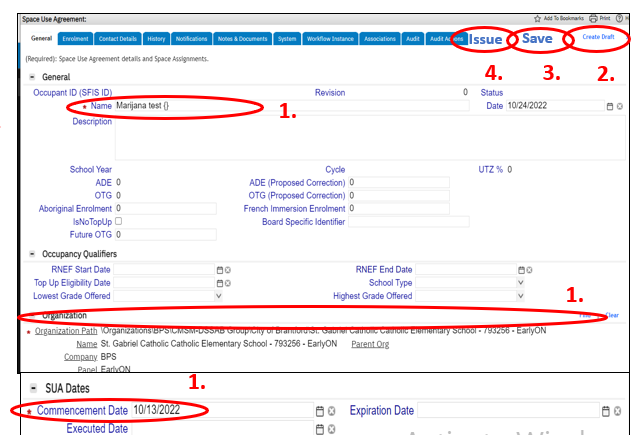 Space Use Agreement:
Add To Bookmarks Print
General Enrolment Contact Details History Notifications Notes & Documents System Workflow Instance Associations Audit Audit Actions Issue Save Create Draft
(Required): Space Use Agreement details and Space Assignments.
4. 3. 2.
General
Occupant ID (SFIS ID) Revision 0 Status
* Name Marijana test {} 1. Date 10/24/2022
Description
School Year Cycle UTZ % 0
ADE 0 ADE (Proposed Correction) 0
OTG 0 OTG (Proposed Correction) 0
Aboriginal Enrolment 0 French Immersion Enrolment 0
IsNoTopUp Board Specific Identifier
Future OTG 0
Occupancy Qualifiers
RNEF Start Date RNEF End Date
Top Up Eligibility Date School Type
Lowest Grade Offered Highest Grade Offered
1.
Organization Clear
* Organization Path \Organizations\BPS\CMSM-DSSAB Group\City of Brantford\St. Gabriel Catholic Catholic Elementary School - 793256 - EarlyON
Name St. Gabriel Catholic Catholic Elementary School - 793256 - EarlyON Parent Org
Company BPS
Panel EarlyON
1.
SUA Dates
* Commencement Date 10/13/2022 Expiration Date
Executed Date